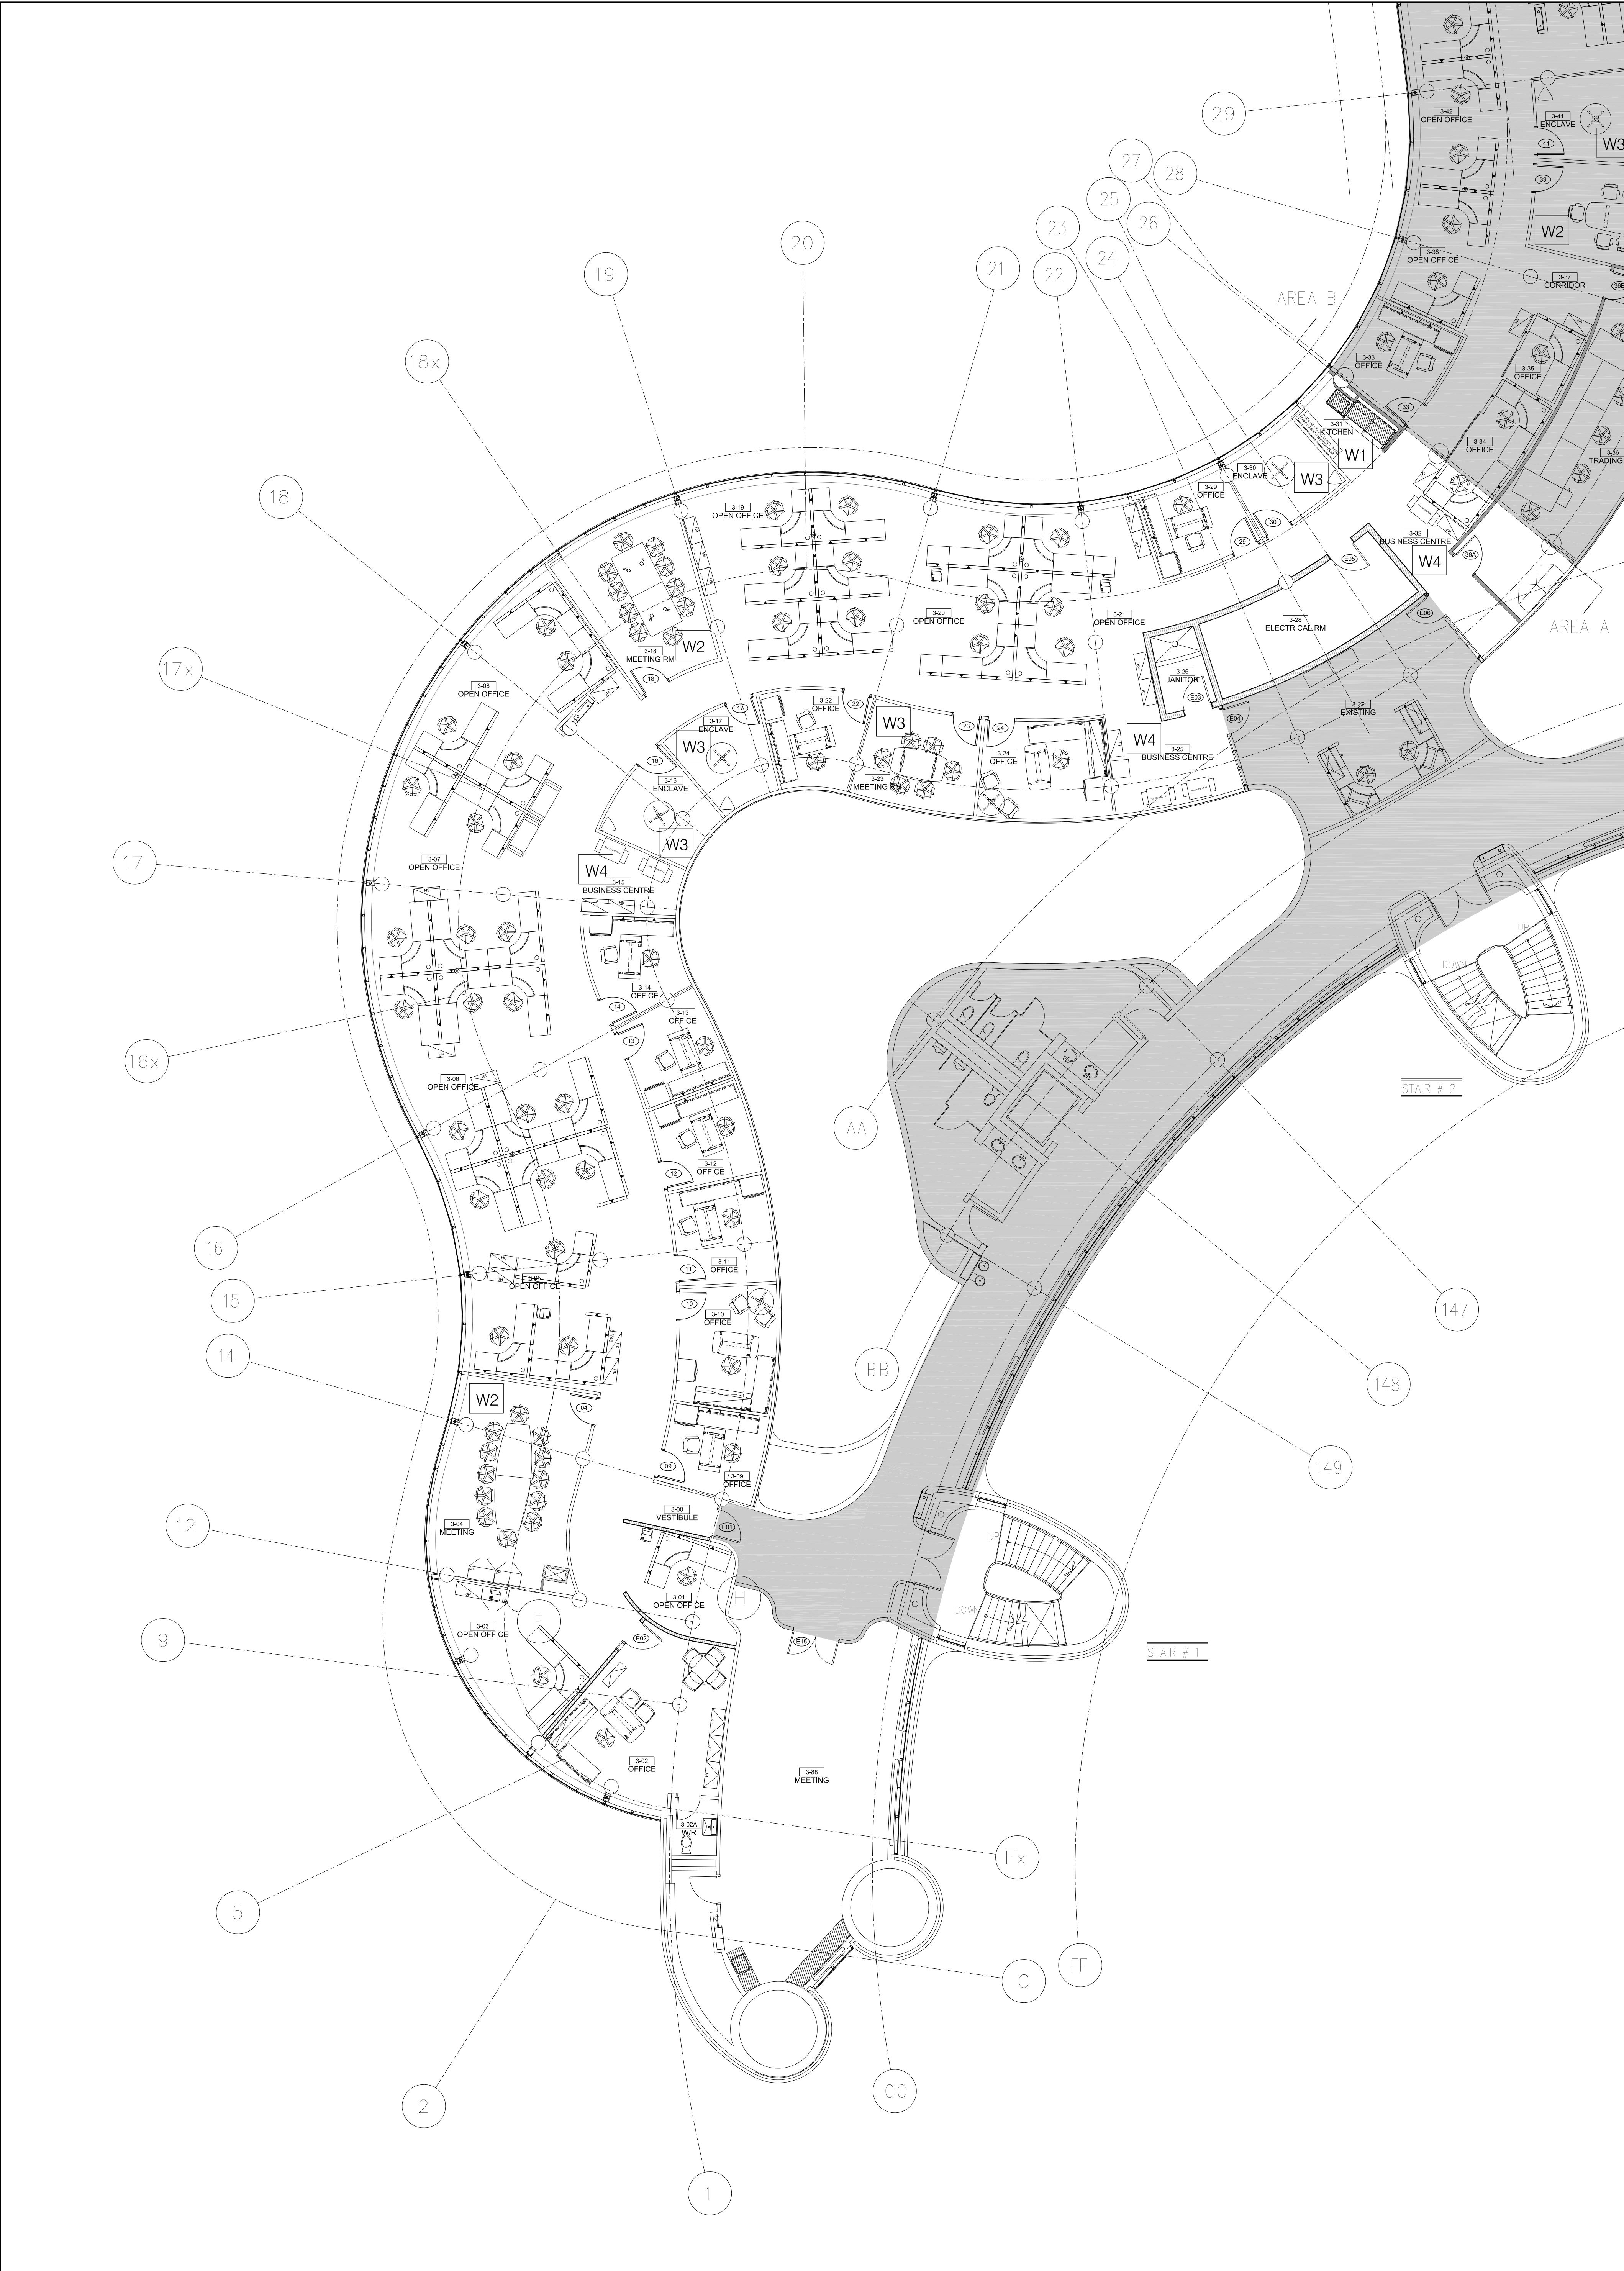 29
3-42
OPEN OFFICE
3-41
ENCLAVE
41
W3
39
27
28
25
26
23
24
W2
20
21
22
19
3-38
OPEN OFFICE
3-37
CORRIDOR
36B
AREA B
18x
3-33
OFFICE
3-35
OFFICE
33
3-31
KITCHEN
W1
3-34
OFFICE
3-36
TRADING
18
3-30
ENCLAVE
W3
3-29
OFFICE
3-19
OPEN OFFICE
30
29
3-32
BUSINESS CENTRE
W4
36A
E05
3-20
OPEN OFFICE
3-21
OPEN OFFICE
3-28
ELECTRICAL RM
E06
AREA A
W2
3-18
MEETING RM
18
17x
3-08
OPEN OFFICE
3-26
JANITOR
E03
3-22
OFFICE
22
17
3-17
ENCLAVE
W3
W3
23
24
3-27
EXISTING
E04
W4
3-25
BUSINESS CENTRE
3-24
OFFICE
16
3-16
ENCLAVE
3-23
MEETING RM
W3
17
3-07
OPEN OFFICE
W4
3-15
BUSINESS CENTRE
UP
DOWN
3-14
OFFICE
14
3-13
OFFICE
13
16x
3-06
OPEN OFFICE
STAIR # 2
AA
3-12
OFFICE
12
16
3-11
OFFICE
11
3-05
OPEN OFFICE
15
10
3-10
OFFICE
147
14
BB
148
W2
04
09
3-09
OFFICE
149
3-00
VESTIBULE
E01
12
3-04
MEETING
UP
DOWN
H
3-01
OPEN OFFICE
F
3-03
OPEN OFFICE
E02
E15
9
STAIR # 1
3-02
OFFICE
3-88
MEETING
3-02A
W/R
Fx
5
C
FF
CC
2
1